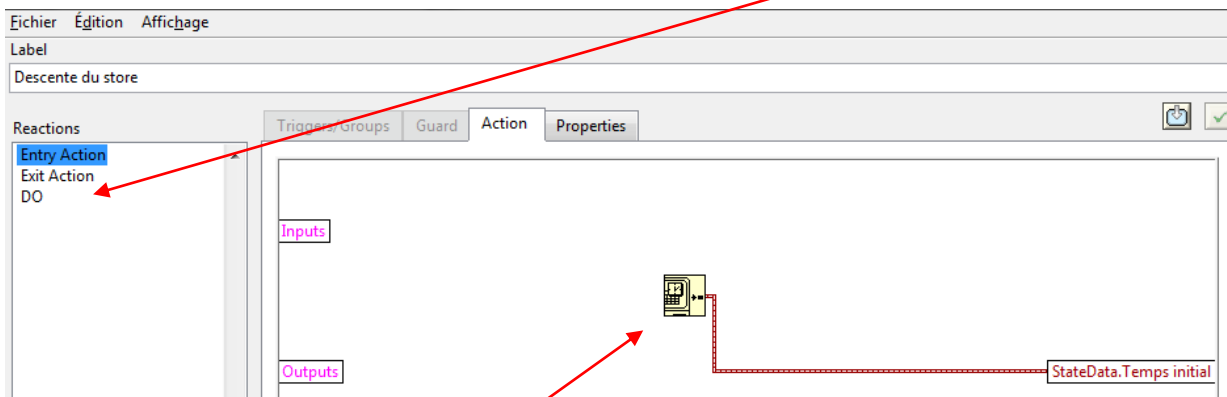 Fichier Édition Affichage
Label
Descente du store
Reactions
Triggers/Groups Guard Action Properties
Entry Action
Exit Action
DO
Inputs
Outputs
StateData.Temps initial